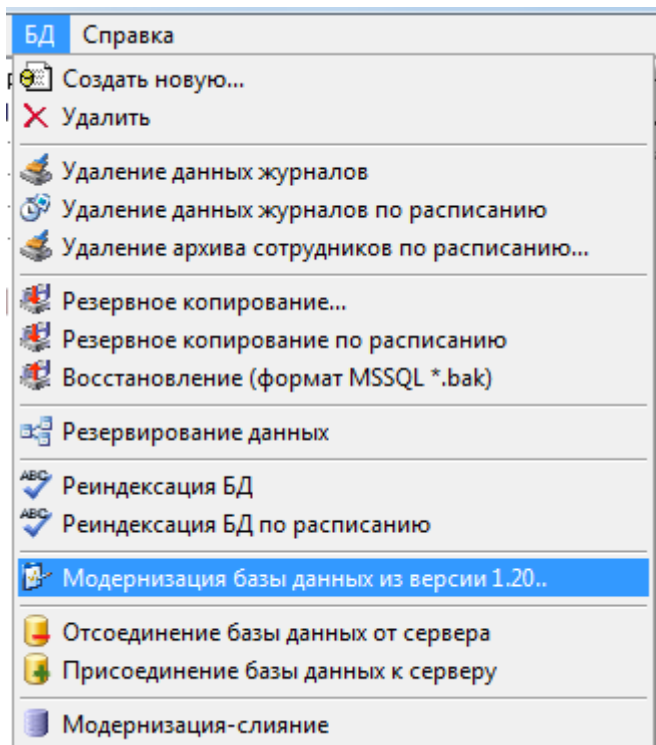 БД Справка
Создать новую...
Удалить
Удаление данных журналов
Удаление данных журналов по расписанию
Удаление архива сотрудников по расписанию...
Резервное копирование...
Резервное копирование по расписанию
Восстановление (формат MSSQL *.bak)
Резервирование данных
ABC Реиндексация БД
ABC Реиндексация БД по расписанию
Модернизация базы данных из версии 1.20..
Отсоединение базы данных от сервера
Присоединение базы данных к серверу
Модернизация-слияние